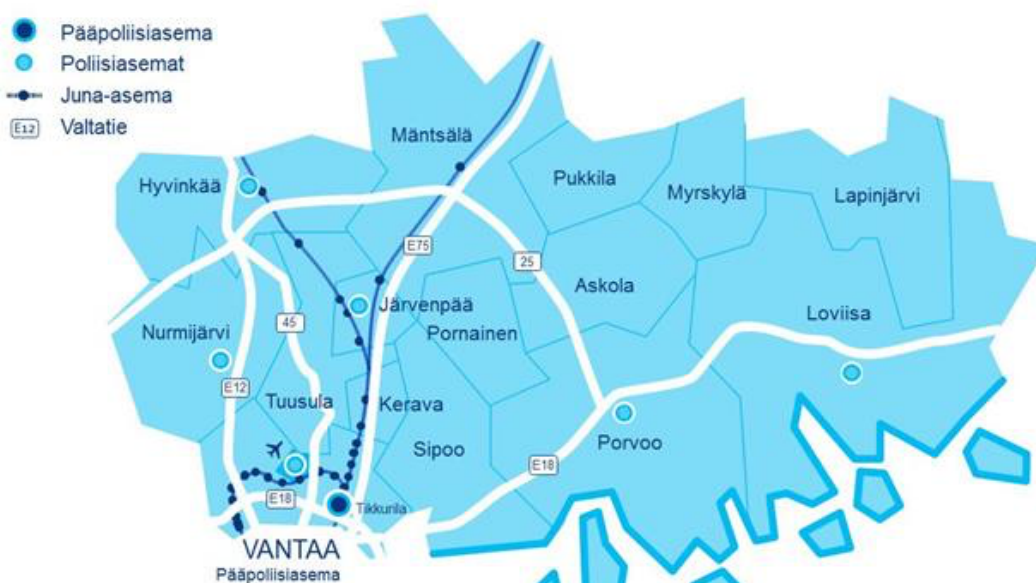 Pääpoliisiasema
Poliisiasemat
Juna-asema
E12 Valtatie
Mäntsälä
Hyvinkää
Pukkila
Myrskylä
Lapinjärvi
E75
25
Askola
Järvenpää
Loviisa
45
Nurmijärvi
Pornainen
E12
Tuusula
Kerava
Sipoo
Porvoo
E18
E18
Tikkurila
VANTAA
Pääpoliisiasema